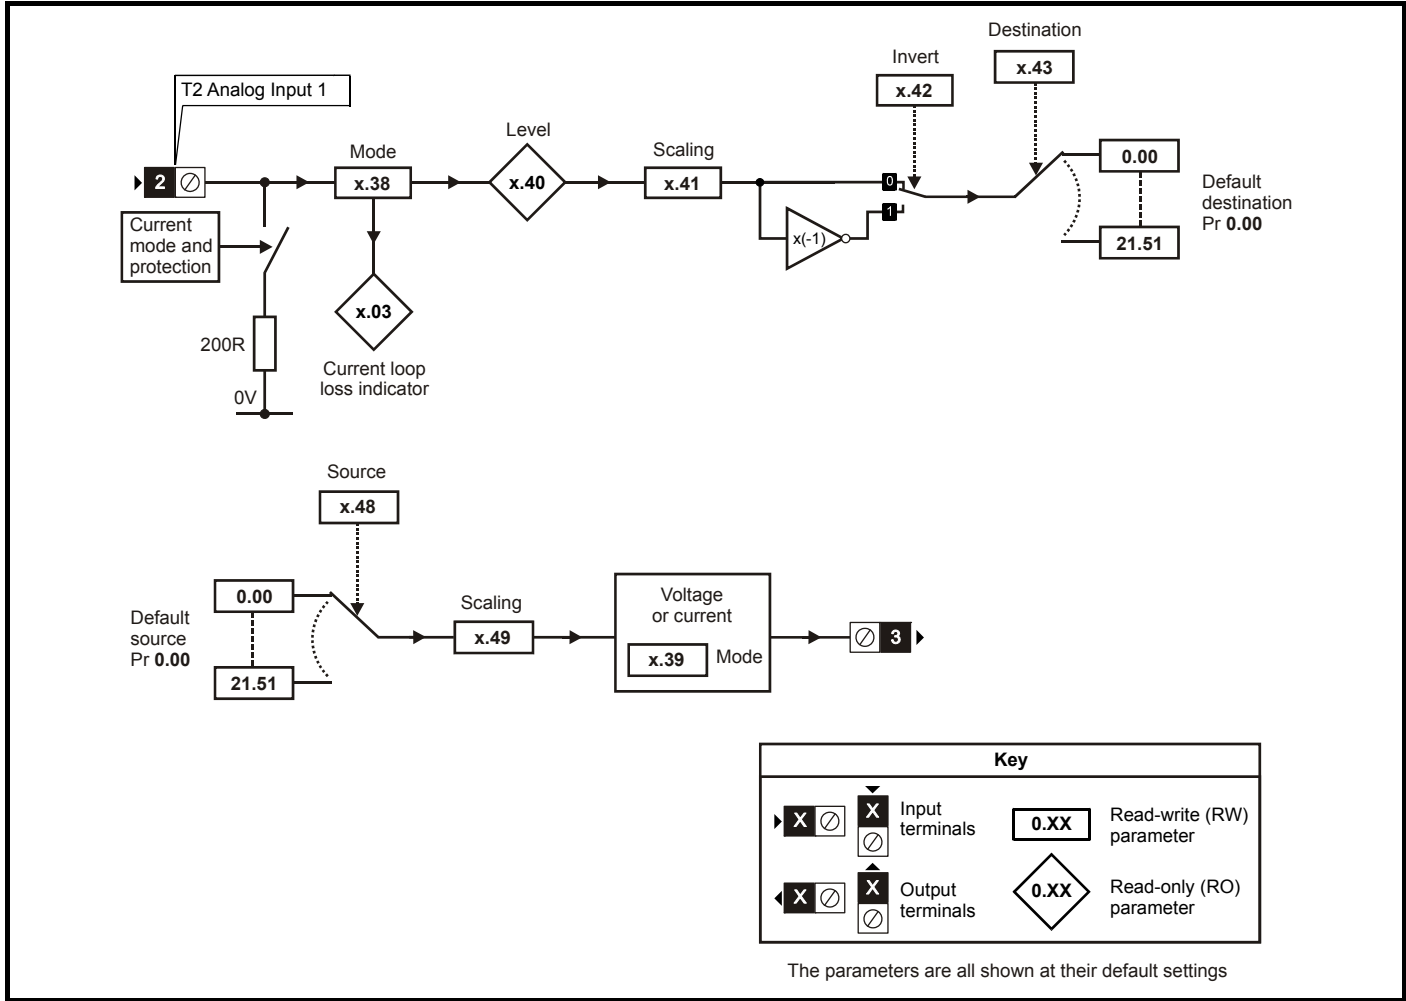 Destination
x.43
Invert
x.42
T2 Analog Input 1
2
Mode
x.38
Level
x.40
Scaling
x.41
0
1
x(-1)
0.00
21.51
Default
destination
Pr 0.00
Current
mode and
protection
200R
0V
x.03
Current loop
loss indicator
Source
x.48
Default
source
Pr 0.00
0.00
21.51
Scaling
x.49
Voltage
or current
x.39 Mode
3
Key
X
X
Input
terminals
0.XX
Read-write (RW)
parameter
X
X
Output
terminals
0.XX
Read-only (RO)
parameter
The parameters are all shown at their default settings